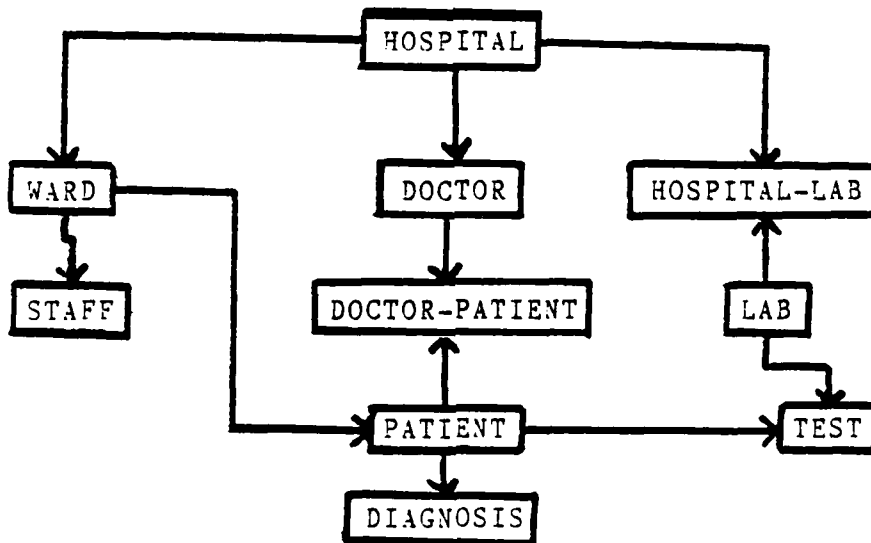 HOSPITAL
WARD
DOCTOR
HOSPITAL-LAB
STAFF
DOCTOR-PATIENT
LAB
PATIENT
TEST
DIAGNOSIS